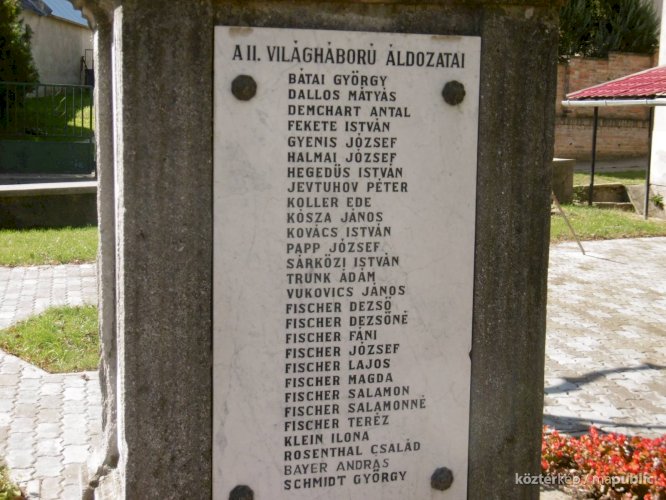 A II. VILÁGHÁBORÚ ÁLDOZATAI
BÁTAI GYÖRGY
DALLOS MÁTYÁS
DEMCHART ANTAL
FEKETE ISTVÁN
GYENIS JÓZSEF
HALMAI JÓZSEF
HEGEDŰS ISTVÁN
JEVTUHOV PÉTER
KOLLER EDE
KÓSZA JÁNOS
KOVÁCS ISTVÁN
PAPP JÓZSEF
SÁRKÖZI ISTVÁN
TRUNK ÁDÁM
VUKOVICS JÁNOS
FISCHER DEZSŐ
FISCHER DEZSŐNÉ
FISCHER FÁNI
FISCHER JÓZSEF
FISCHER LAJOS
FISCHER MAGDA
FISCHER SALAMON
FISCHER SALAMONNÉ
FISCHER TERÉZ
KLEIN ILONA
ROSENTHAL CSALÁD
BAYER ANDRÁS
SCHMIDT GYÖRGY
köztérkép / mapublic